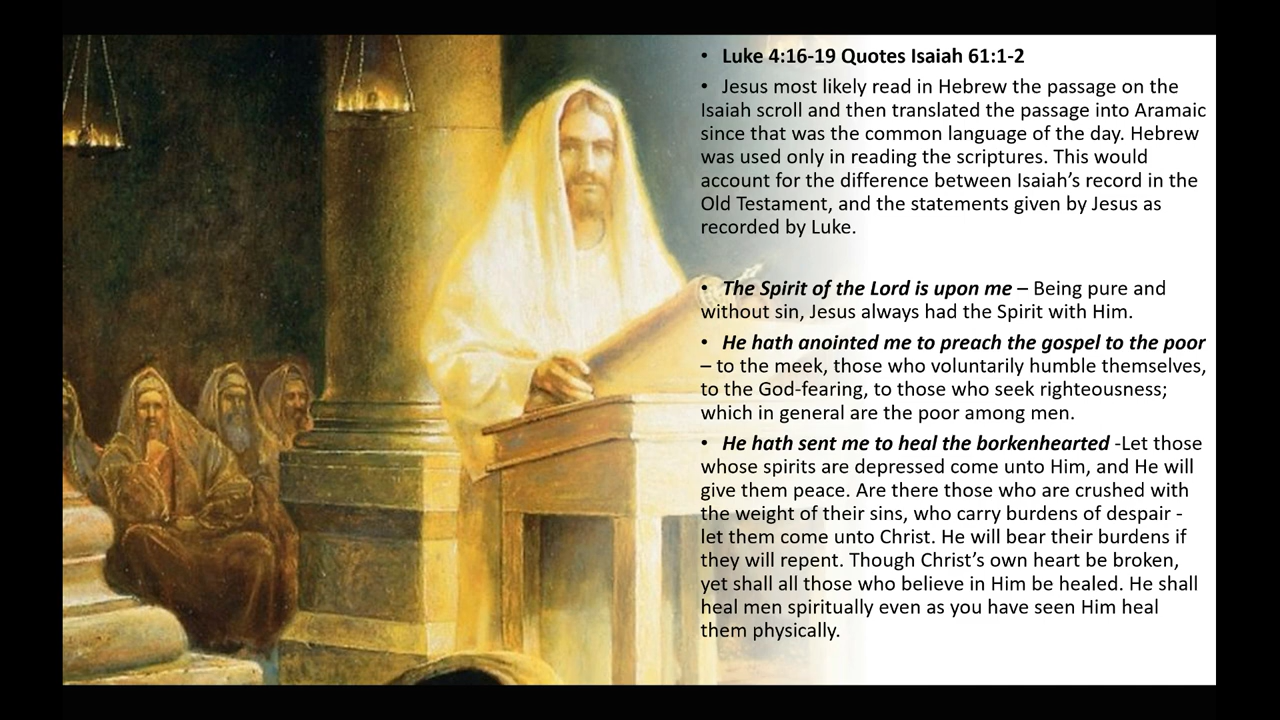 • Luke 4:16-19 Quotes Isaiah 61:1-2
• Jesus most likely read in Hebrew the passage on the
Isaiah scroll and then translated the passage into Aramaic
since that was the common language of the day. Hebrew
was used only in reading the scriptures. This would
account for the difference between Isaiah’s record in the
Old Testament, and the statements given by Jesus as
recorded by Luke.
• The Spirit of the Lord is upon me – Being pure and
without sin, Jesus always had the Spirit with Him.
• He hath anointed me to preach the gospel to the poor
– to the meek, those who voluntarily humble themselves,
to the God-fearing, to those who seek righteousness;
which in general are the poor among men.
• He hath sent me to heal the borkenhearted -Let those
whose spirits are depressed come unto Him, and He will
give them peace. Are there those who are crushed with
the weight of their sins, who carry burdens of despair -
let them come unto Christ. He will bear their burdens if
they will repent. Though Christ’s own heart be broken,
yet shall all those who believe in Him be healed. He shall
heal men spiritually even as you have seen Him heal
them physically.